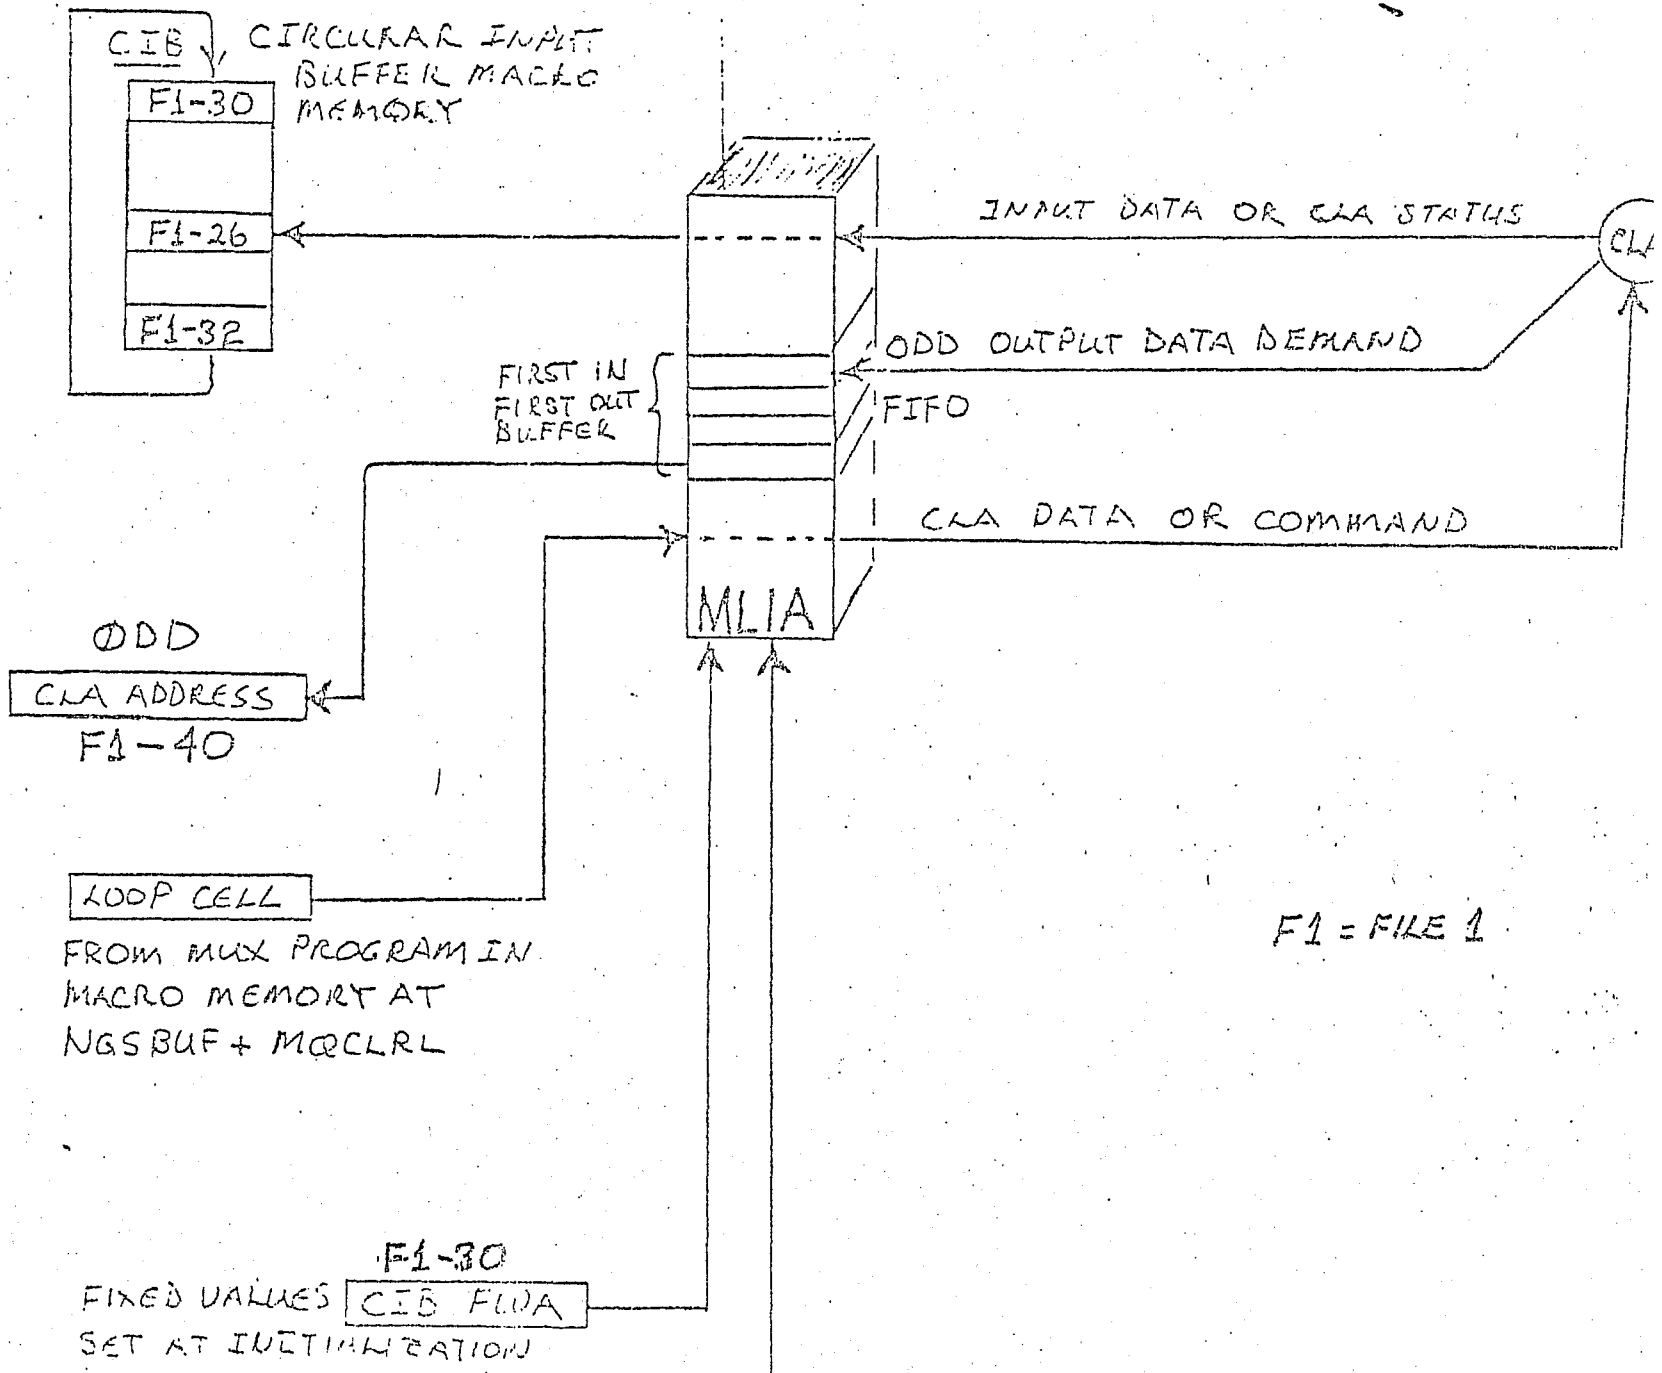 CIB
CIRCULAR INPUT
BUFFER MACRO
MEMORY
F1-30
F1-26
F1-32
INPUT DATA OR CLA STATUS
CLA
ODD OUTPUT DATA DEMAND
FIRST IN
FIRST OUT
BUFFER
FIFO
CLA DATA OR COMMAND
MLIA
ØDD
CLA ADDRESS
F1-40
LOOP CELL
FROM MUX PROGRAM IN
MACRO MEMORY AT
NGSBUF + MQCLRL
F1 = FILE 1
F1-30
FIXED VALUES
CIB FWA
SET AT INITIALIZATION